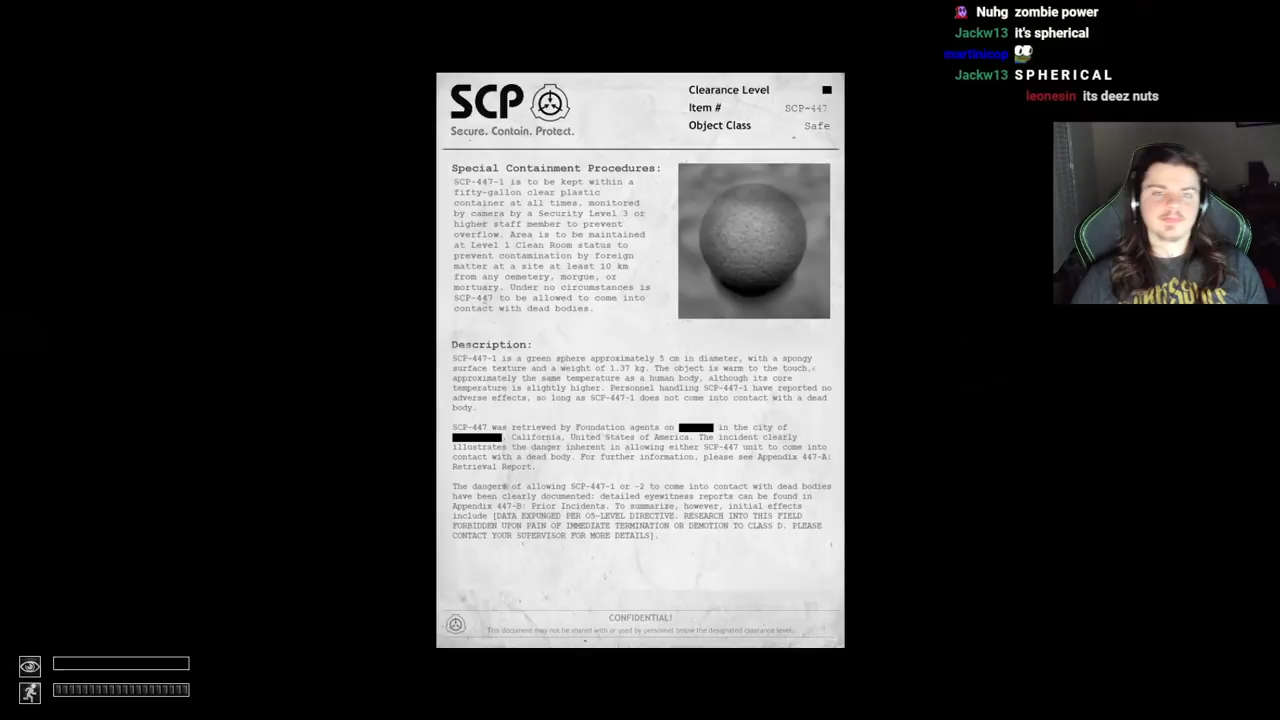 Nuhg zombie power
Jackw13 it's spherical
martinicqp
Jackw13 S P H E R I C A L
leonesin its deez nuts
SCP
Secure. Contain. Protect.
Clearance Level
Item # SCP-447
Object Class Safe
Special Containment Procedures:
SCP-447-1 is to be kept within a
fifty-gallon clear plastic
container at all times, monitored
by camera by a Security Level 3 or
higher staff member to prevent
overflow. Area is to be maintained
at Level 1 Clean Room status to
prevent contamination by foreign
matter at a site at least 10 km
from any cemetery, morgue, or
mortuary. Under no circumstances is
SCP-447 to be allowed to come into
contact with dead bodies.
Description:
SCP-447-1 is a green sphere approximately 5 cm in diameter, with a spongy
surface texture and a weight of 1.37 kg. The object is warm to the touch,
approximately the same temperature as a human body, although its core
temperature is slightly higher. Personnel handling SCP-447-1 have reported no
adverse effects, so long as SCP-447-1 does not come into contact with a dead
body.
SCP-447 was retrieved by Foundation agents on in the city of
, California, United States of America. The incident clearly
illustrates the danger inherent in allowing either SCP-447 unit to come into
contact with a dead body. For further information, please see Appendix 447-A:
Retrieval Report.
The dangers of allowing SCP-447-1 or -2 to come into contact with dead bodies
have been clearly documented: detailed eyewitness reports can be found in
Appendix 447-B: Prior Incidents. To summarize, however, initial effects
include [DATA EXPUNGED PER O5-LEVEL DIRECTIVE. RESEARCH INTO THIS FIELD
FORBIDDEN UPON PAIN OF IMMEDIATE TERMINATION OR DEMOTION TO CLASS D. PLEASE
CONTACT YOUR SUPERVISOR FOR MORE DETAILS].
CONFIDENTIAL!
This document may not be shared with or used by personnel below the designated clearance level.